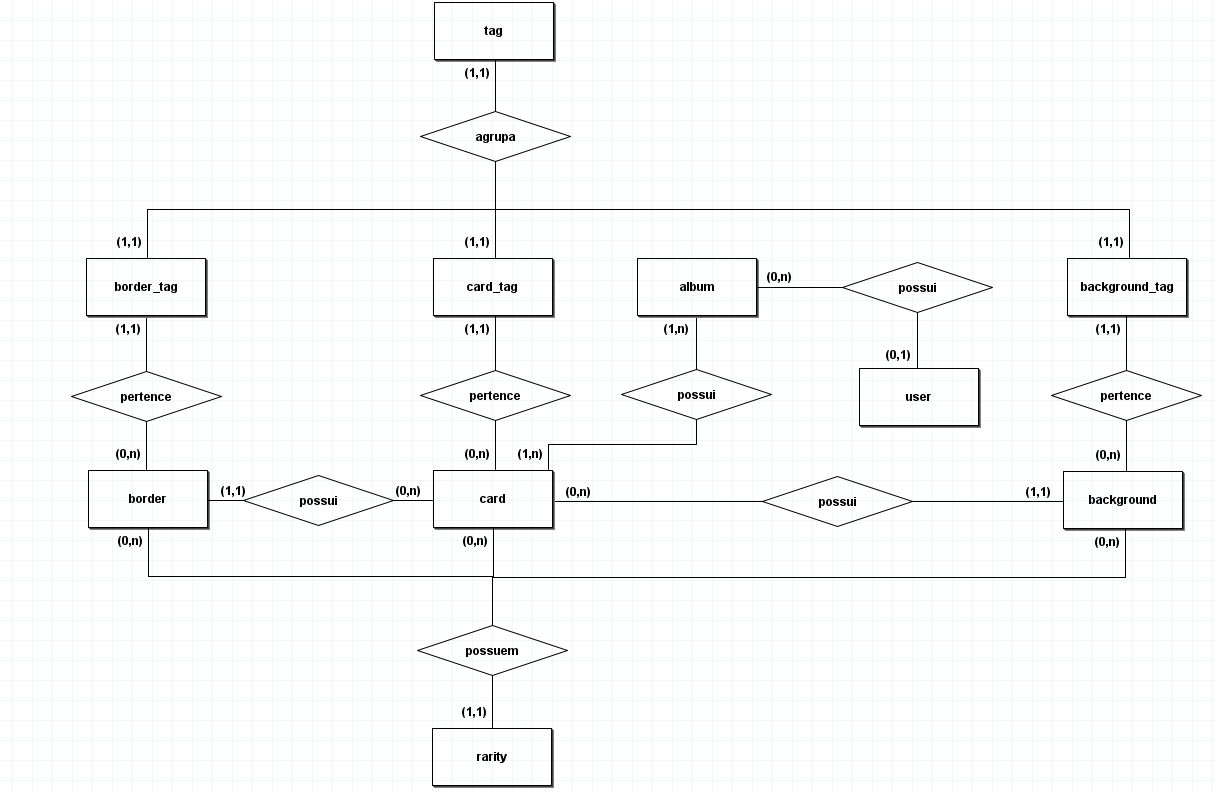 tag
(1,1)
agrupa
(1,1)
(1,1)
(1,1)
border_tag
card_tag
album
(0,n)
possui
background_tag
(1,1)
(1,1)
(1,n)
(0,1)
(1,1)
user
pertence
pertence
possui
pertence
(0,n)
(0,n)
(1,n)
(0,n)
border
(1,1)
possui
(0,n)
card
(0,n)
possui
(1,1)
background
(0,n)
(0,n)
(0,n)
possuem
(1,1)
rarity